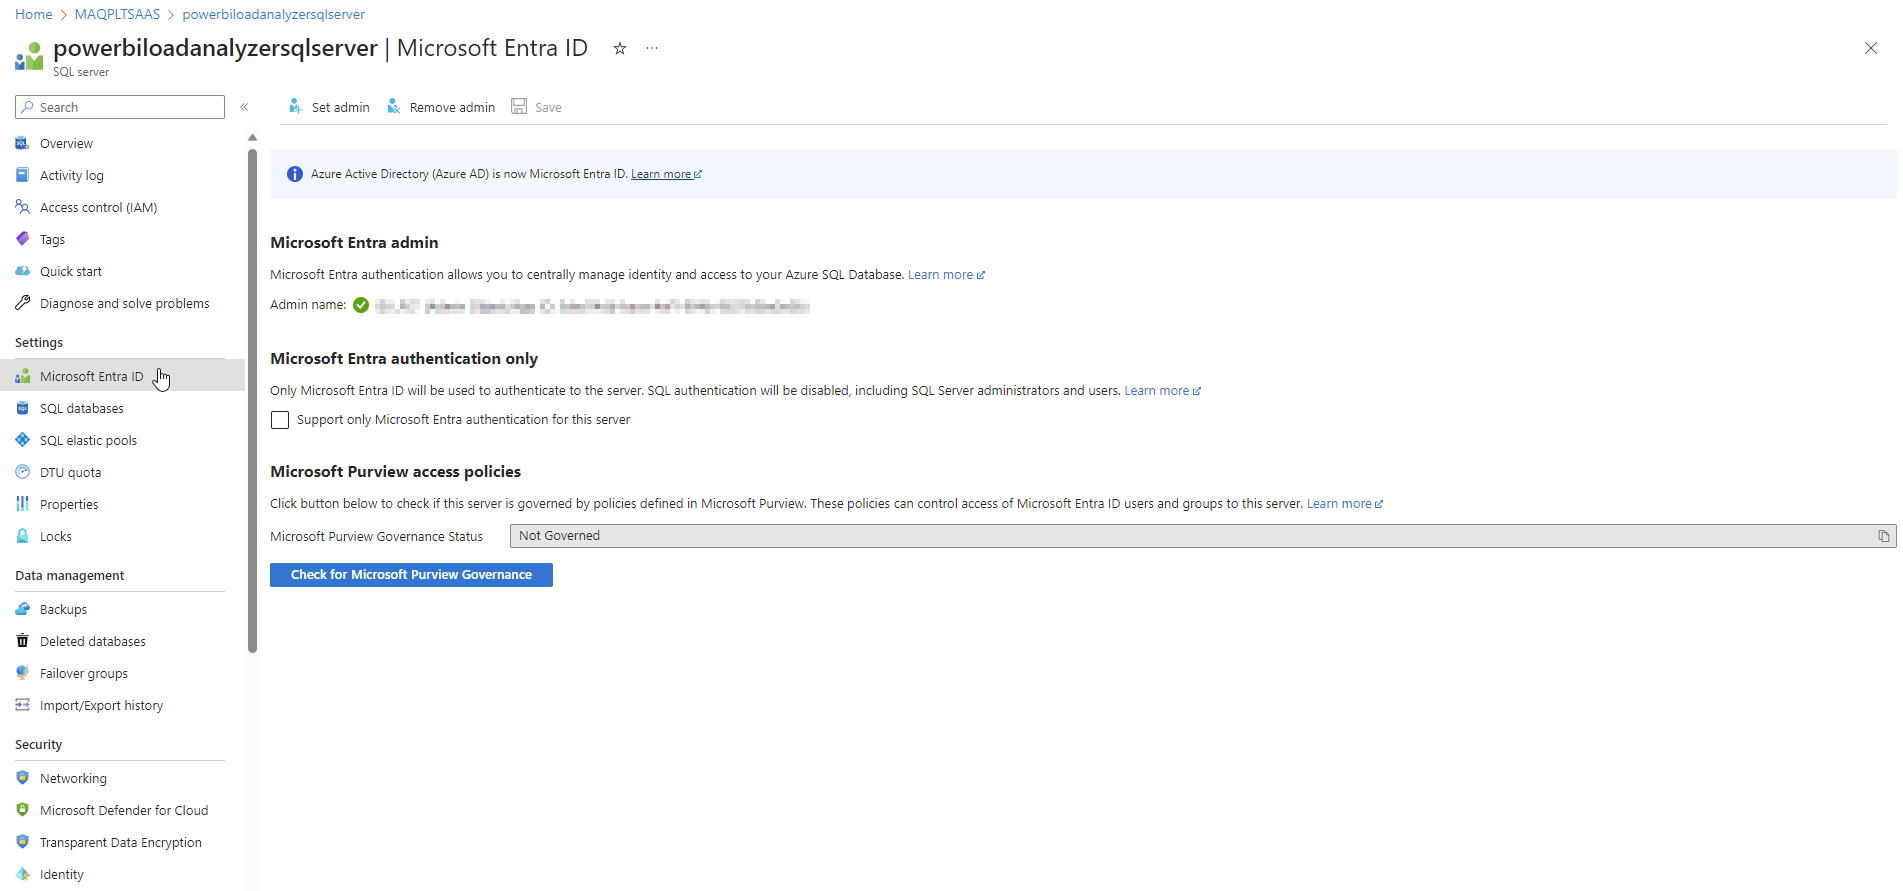 Home > MAQPLTSAAS > powerbiloadanalyzersqlserver
powerbiloadanalyzersqlserver | Microsoft Entra ID
SQL server
Search
Overview
Activity log
Access control (IAM)
Tags
Quick start
Diagnose and solve problems
Settings
Microsoft Entra ID
SQL databases
SQL elastic pools
DTU quota
Properties
Locks
Data management
Backups
Deleted databases
Failover groups
Import/Export history
Security
Networking
Microsoft Defender for Cloud
Transparent Data Encryption
Identity
Set admin Remove admin Save
Azure Active Directory (Azure AD) is now Microsoft Entra ID. Learn more
Microsoft Entra admin
Microsoft Entra authentication allows you to centrally manage identity and access to your Azure SQL Database. Learn more
Admin name:
Microsoft Entra authentication only
Only Microsoft Entra ID will be used to authenticate to the server. SQL authentication will be disabled, including SQL Server administrators and users. Learn more
Support only Microsoft Entra authentication for this server
Microsoft Purview access policies
Click button below to check if this server is governed by policies defined in Microsoft Purview. These policies can control access of Microsoft Entra ID users and groups to this server. Learn more
Microsoft Purview Governance Status Not Governed
Check for Microsoft Purview Governance